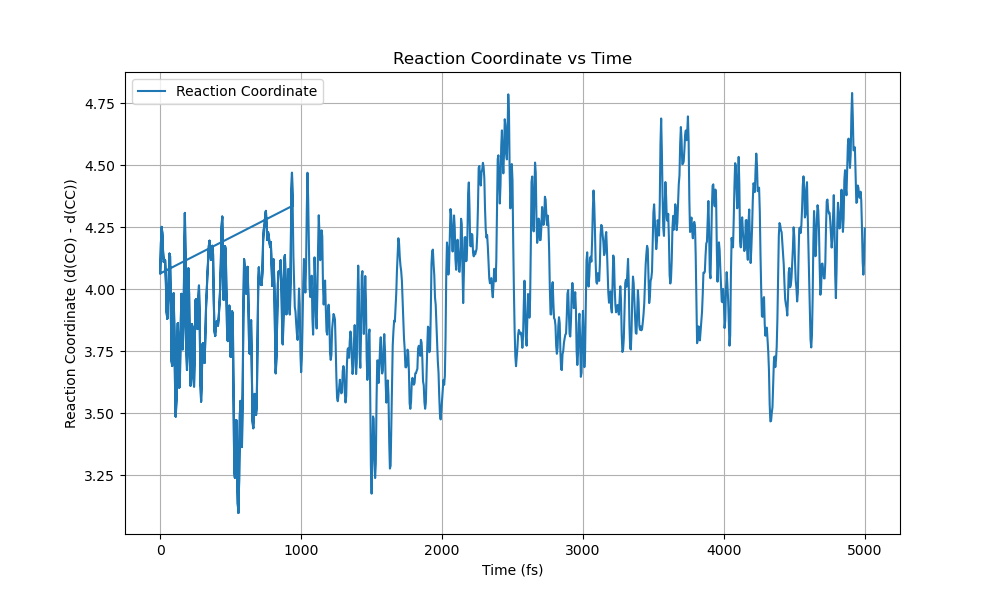 Reaction Coordinate vs Time
Reaction Coordinate
Reaction Coordinate (d(CO) - d(CC))
4.75
4.50
4.25
4.00
3.75
3.50
3.25
0 1000 2000 3000 4000 5000
Time (fs)